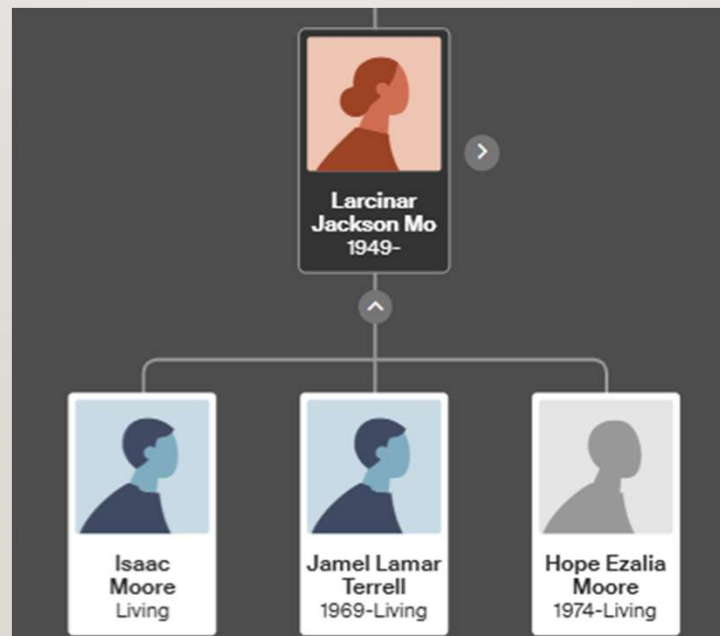 Larcinar
Jackson Mo
1949-
Isaac
Moore
Living
Jamel Lamar
Terrell
1969-Living
Hope Ezalia
Moore
1974-Living